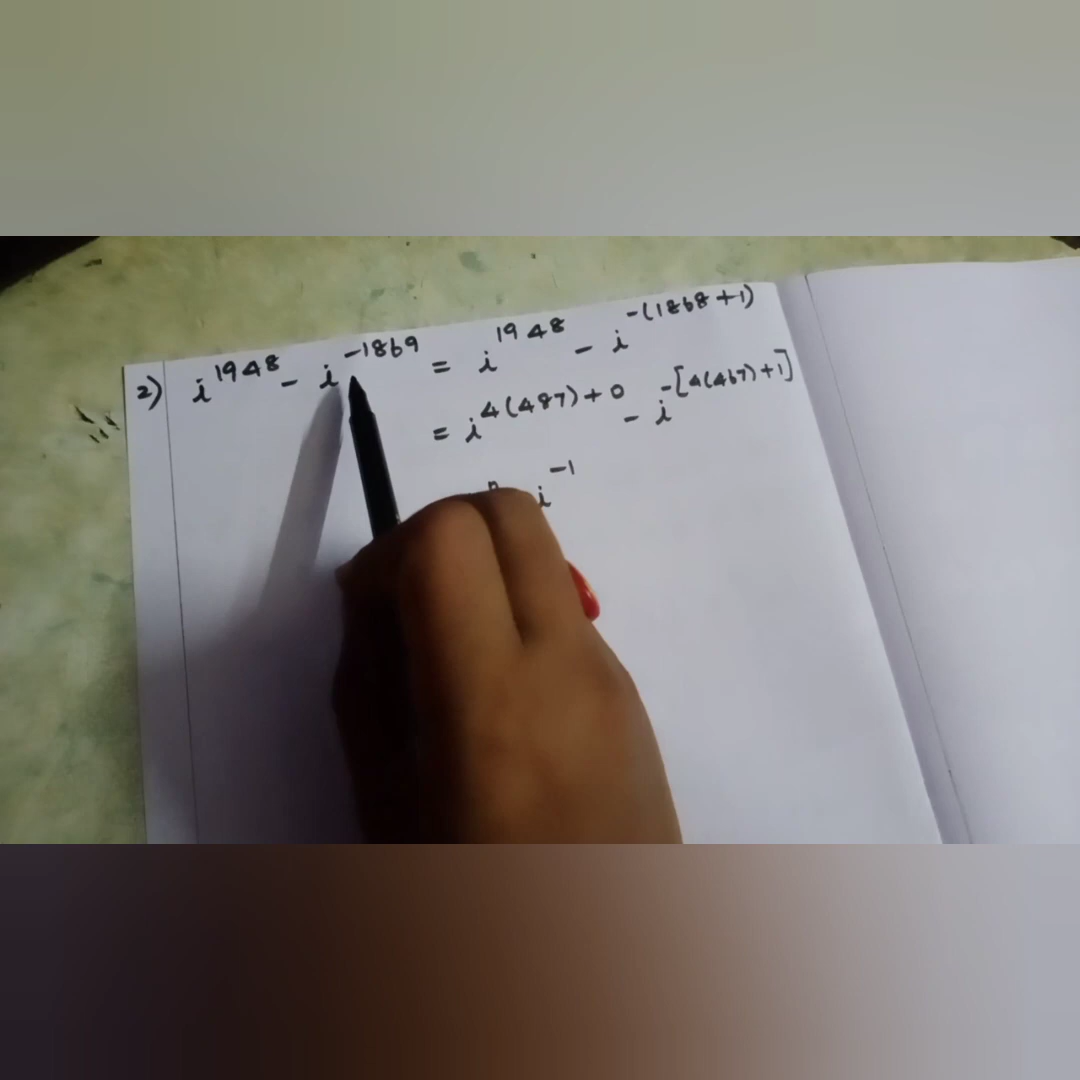 2) i^1948 - i^-1869 = i^1948 - i^-(1868+1)
= i^4(487)+0 - i^-[4(467)+1]
i^-1